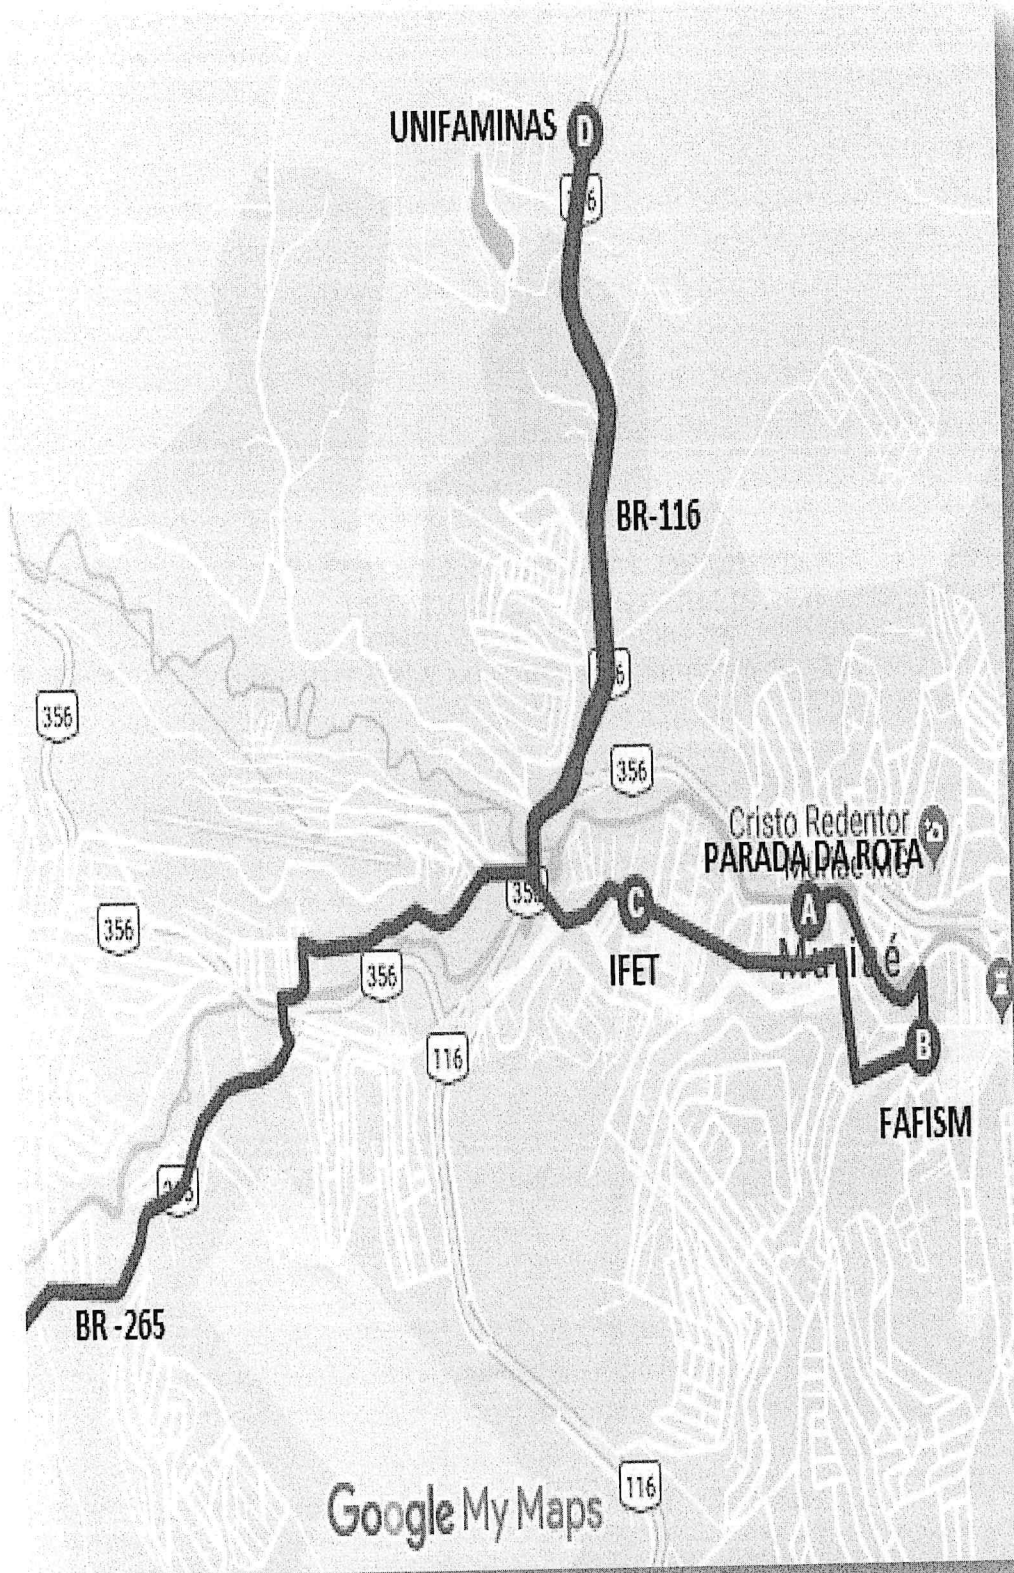 UNIFAMINAS D
BR-116
356
356
Cristo Redentor
PARADA DA ROTA
356
C
A
IFET
356
116
B
FAFISM
BR -265
Google My Maps
116